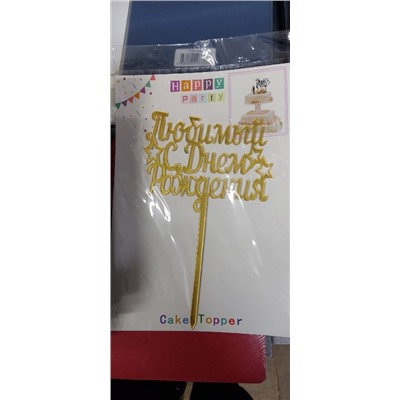 HAPPY
PARTY
Любимый
С Днем
Рождения
Cake Topper